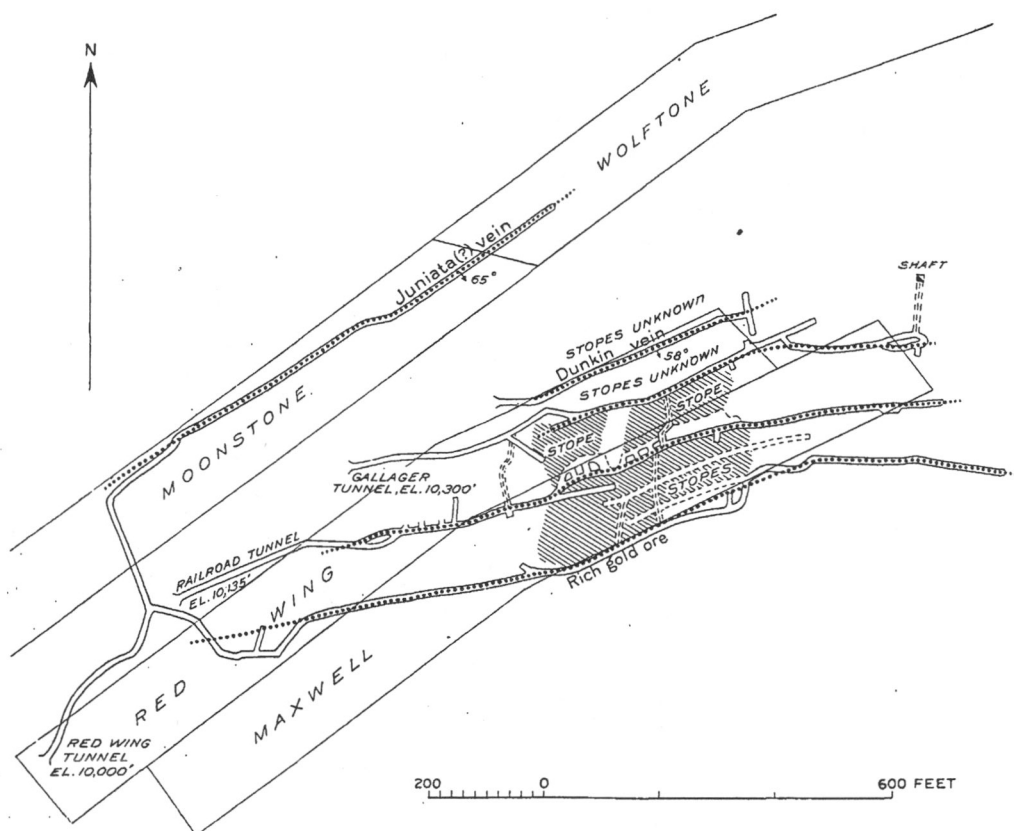 N
WOLFTONE
Juniata(?) vein
65°
SHAFT
STOPES UNKNOWN
Dunkin vein
58°
STOPES UNKNOWN
STOPE
STOPE
MOONSTONE
GALLAGER
TUNNEL, EL. 10,300'
STOPES
RAILROAD TUNNEL
EL. 10,135'
Rich gold ore
RED WING
MAXWELL
RED WING
TUNNEL
EL. 10,000'
200 0 600 FEET